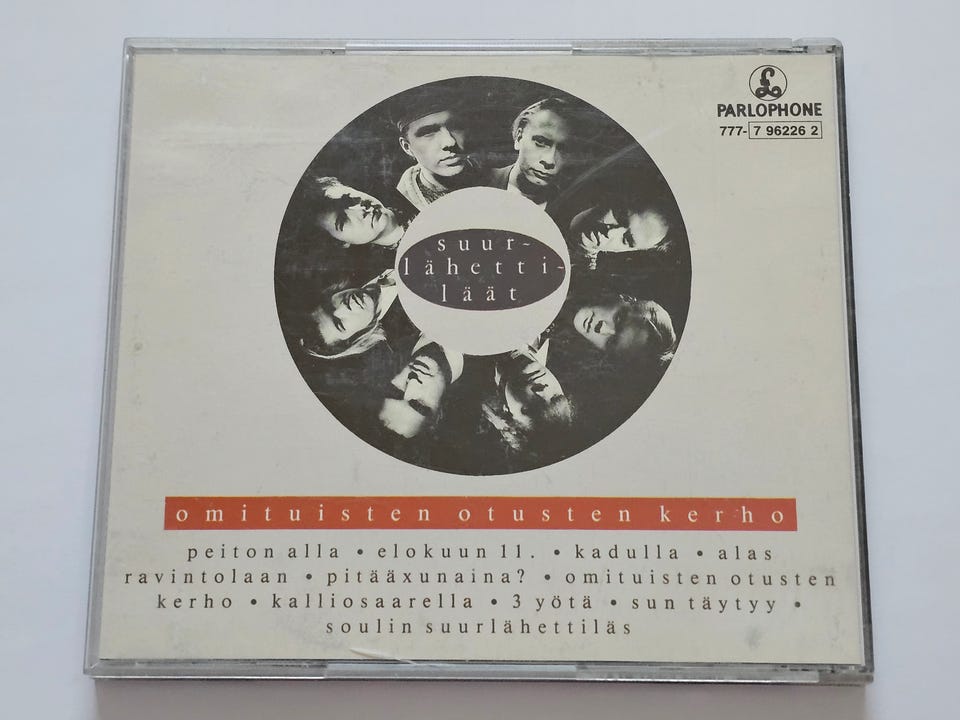 £
PARLOPHONE
777- 7 96226 2
suur-
lähetti-
läät
omituisten otusten kerho
peiton alla • elokuun 11. • kadulla • alas
ravintolaan • pitääxunaina? • omituisten otusten
kerho • kalliosaarella • 3 yötä • sun täytyy •
soulin suurlähettiläs